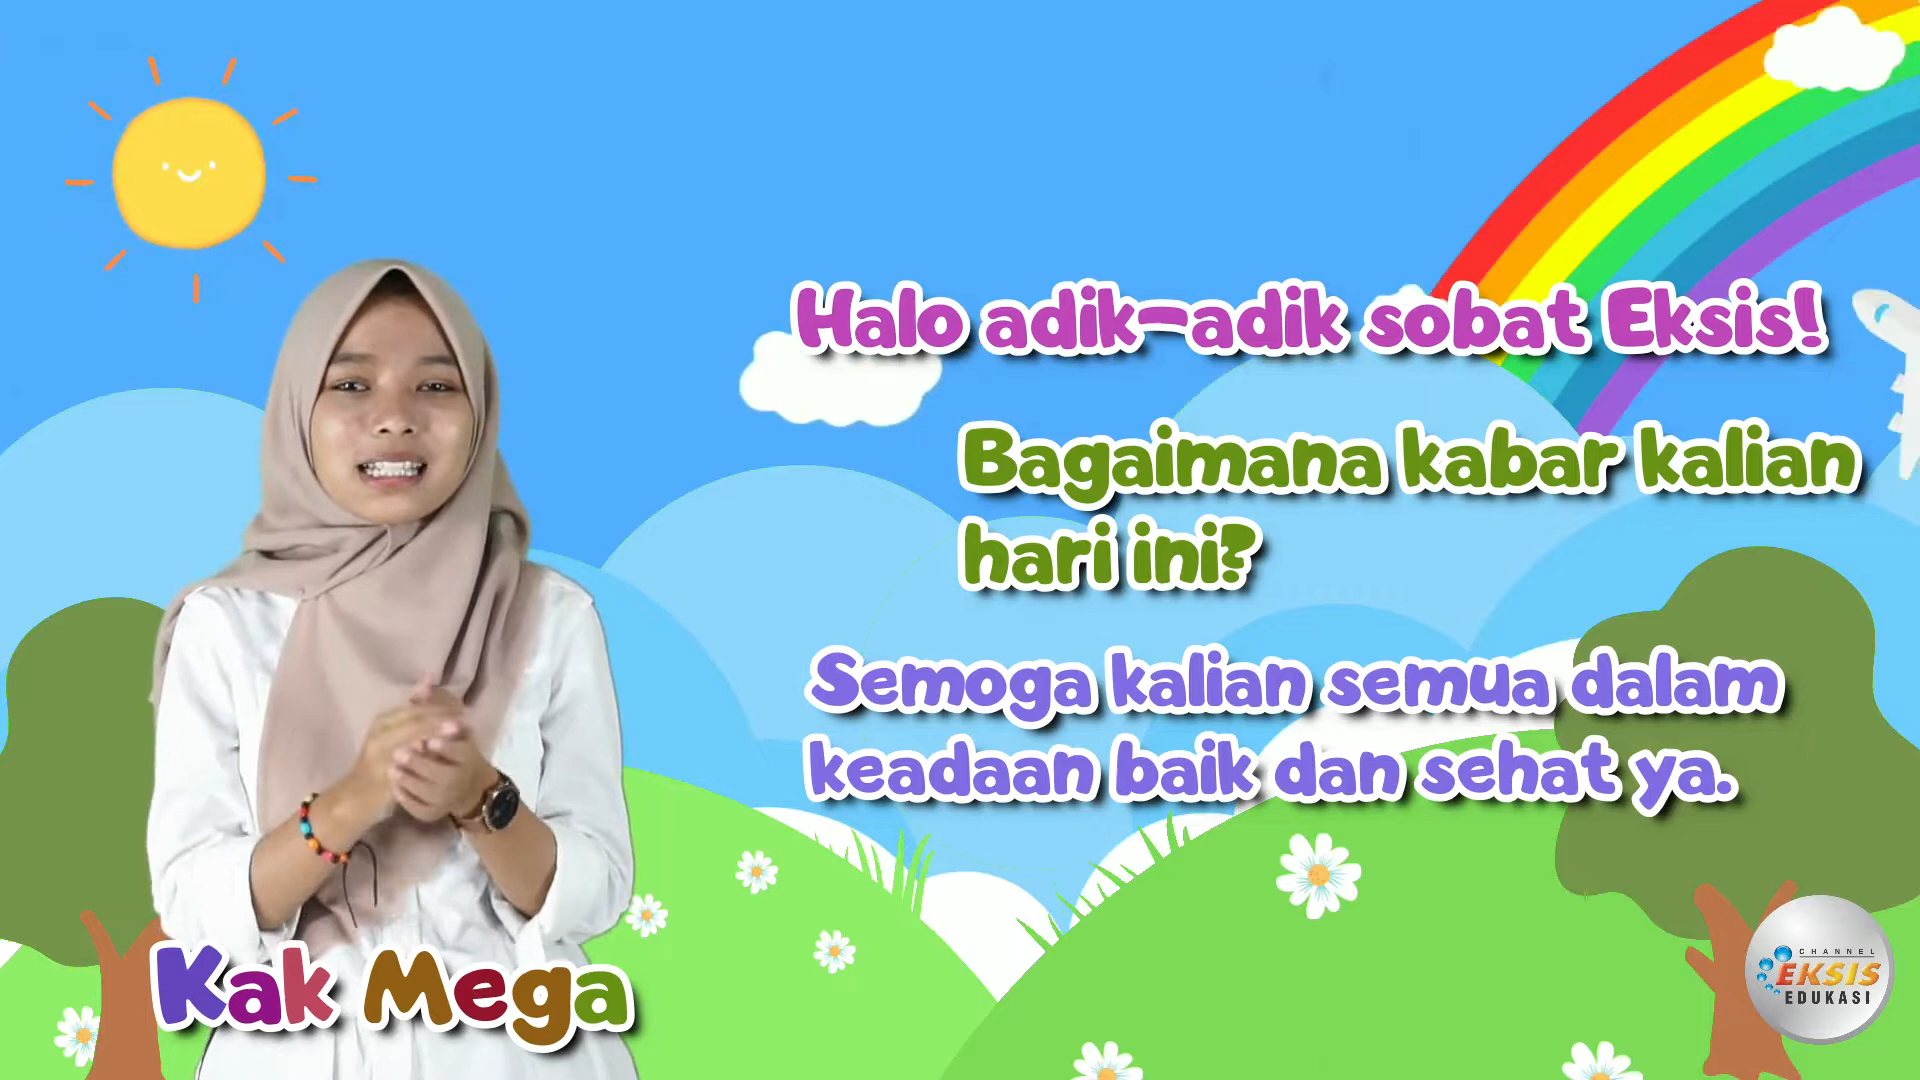 Halo adik-adik sobat Eksis!
Bagaimana kabar kalian
hari ini?
Semoga kalian semua dalam
keadaan baik dan sehat ya.
Kak Mega
CHANNEL
EKSIS
EDUKASI